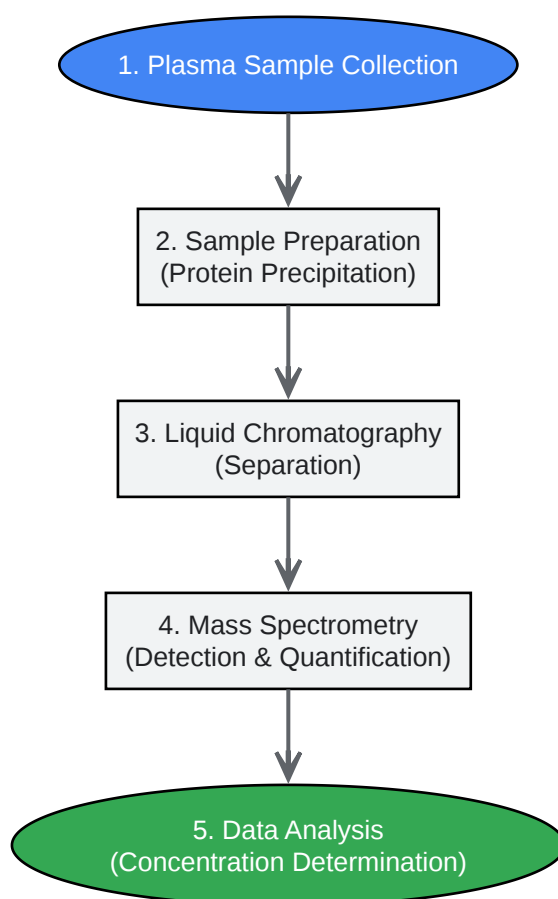 1. Plasma Sample Collection
2. Sample Preparation
(Protein Precipitation)
3. Liquid Chromatography
(Separation)
4. Mass Spectrometry
(Detection & Quantification)
5. Data Analysis
(Concentration Determination)